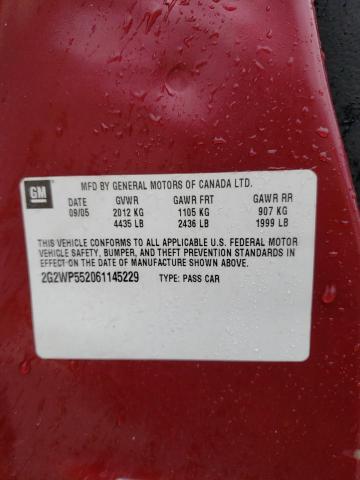 GM
MFD BY GENERAL MOTORS OF CANADA LTD.
DATE GVWR GAWR FRT GAWR RR
09/05 2012 KG 1105 KG 907 KG
4435 LB 2436 LB 1999 LB
THIS VEHICLE CONFORMS TO ALL APPLICABLE U.S. FEDERAL MOTOR
VEHICLE SAFETY, BUMPER, AND THEFT PREVENTION STANDARDS IN
EFFECT ON THE DATE OF MANUFACTURE SHOWN ABOVE.
2G2WP552061145229 TYPE: PASS CAR